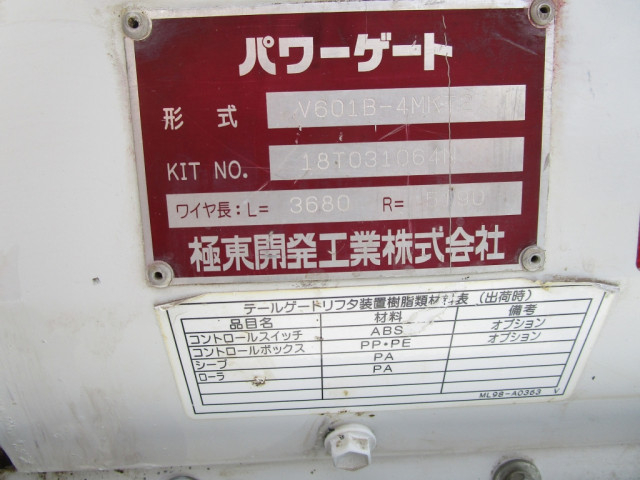 パワーゲート
形式 V601B-4MK
KIT NO.
ワイヤ長:L= 3680 R=
極東開発工業株式会社
テールゲートリフタ装置樹脂類材料表(出荷時)
品目名 材料 備考
コントロールスイッチ ABS オプション
コントロールボックス PP・PE オプション
シーブ PA
ローラ PA
ML98-A0363 V